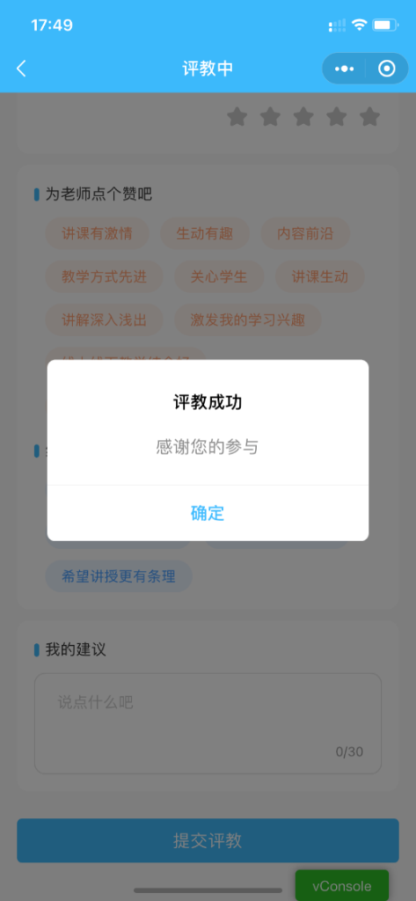 17:49
评教中
为老师点个赞吧
讲课有激情 生动有趣 内容前沿
教学方式先进 关心学生 讲课生动
讲解深入浅出 激发我的学习兴趣
评教成功
感谢您的参与
确定
希望讲授更有条理
我的建议
说点什么吧
0/30
提交评教
vConsole